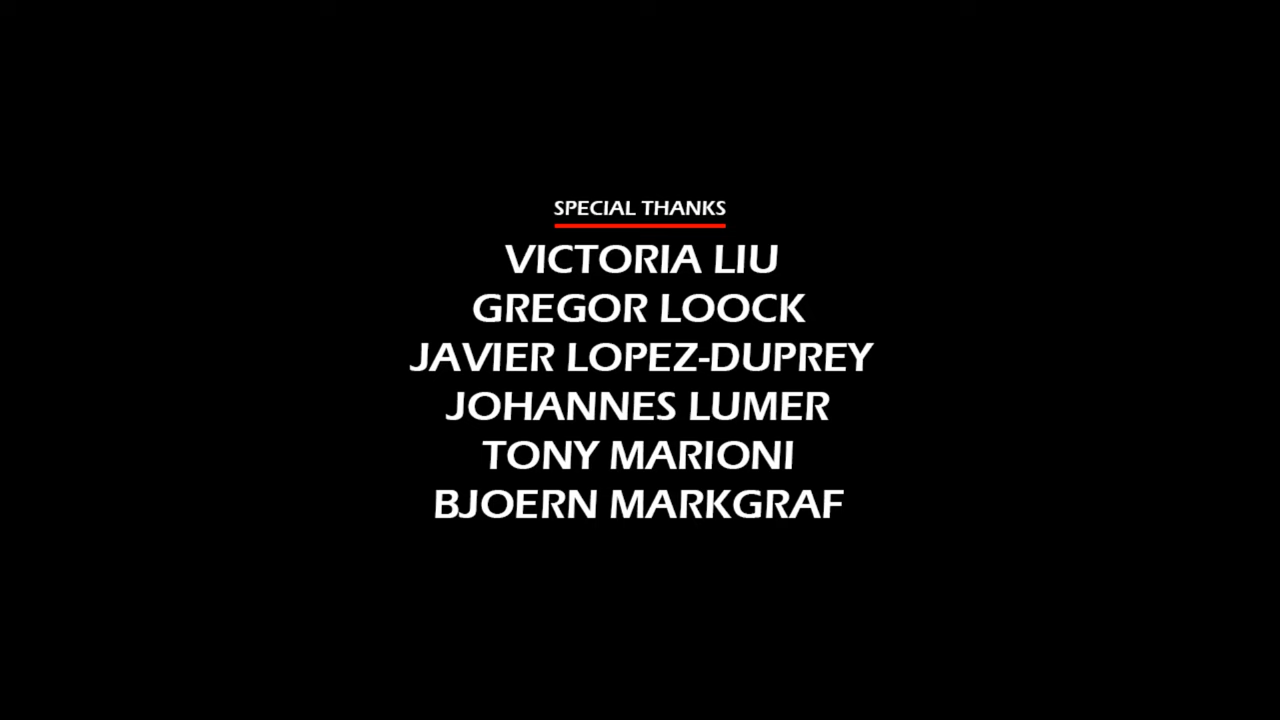 SPECIAL THANKS
VICTORIA LIU
GREGOR LOOCK
JAVIER LOPEZ-DUPREY
JOHANNES LUMER
TONY MARIONI
BJOERN MARKGRAF